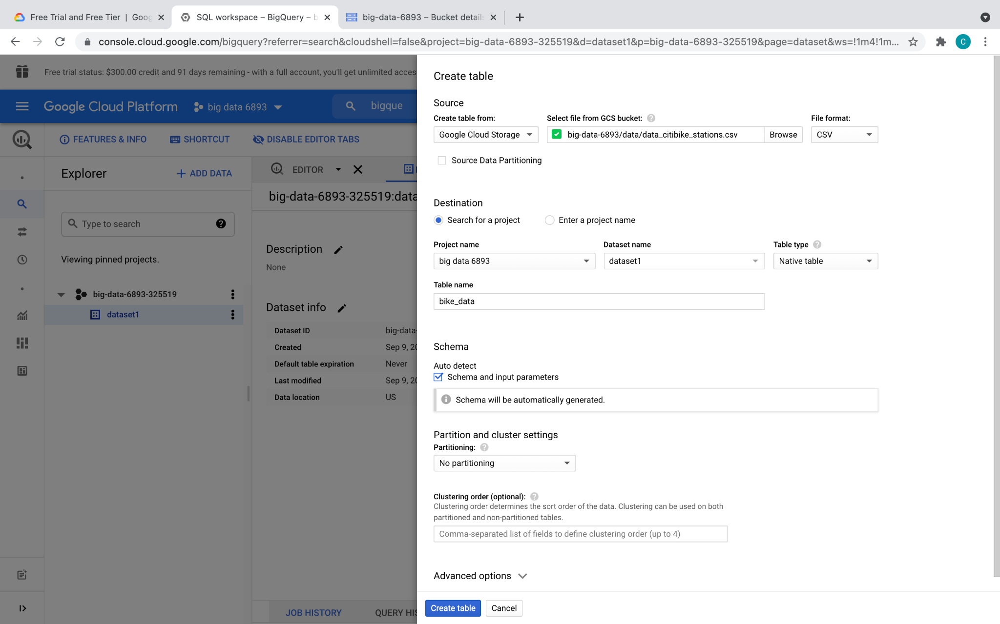 Free Trial and Free Tier | Goog
SQL workspace – BigQuery – b
big-data-6893 – Bucket details
console.cloud.google.com/bigquery?referrer=search&cloudshell=false&project=big-data-6893-325519&d=dataset1&p=big-data-6893-325519&page=dataset&ws=!1m4!1m...
C
Free trial status: $300.00 credit and 91 days remaining - with a full account, you'll get unlimited acces
Google Cloud Platform
big data 6893
bigque
FEATURES & INFO
SHORTCUT
DISABLE EDITOR TABS
Explorer
+ ADD DATA
Type to search
Viewing pinned projects.
big-data-6893-325519
dataset1
EDITOR
big-data-6893-325519:data
Description
None
Dataset info
Dataset ID big-data-
Created Sep 9, 20
Default table expiration Never
Last modified Sep 9, 20
Data location US
JOB HISTORY
QUERY HIS
Create table
Source
Create table from:
Select file from GCS bucket:
File format:
Google Cloud Storage
big-data-6893/data/data_citibike_stations.csv
Browse
CSV
Source Data Partitioning
Destination
Search for a project
Enter a project name
Project name
Dataset name
Table type
big data 6893
dataset1
Native table
Table name
bike_data
Schema
Auto detect
Schema and input parameters
Schema will be automatically generated.
Partition and cluster settings
Partitioning:
No partitioning
Clustering order (optional):
Clustering order determines the sort order of the data. Clustering can be used on both
partitioned and non-partitioned tables.
Comma-separated list of fields to define clustering order (up to 4)
Advanced options
Create table
Cancel